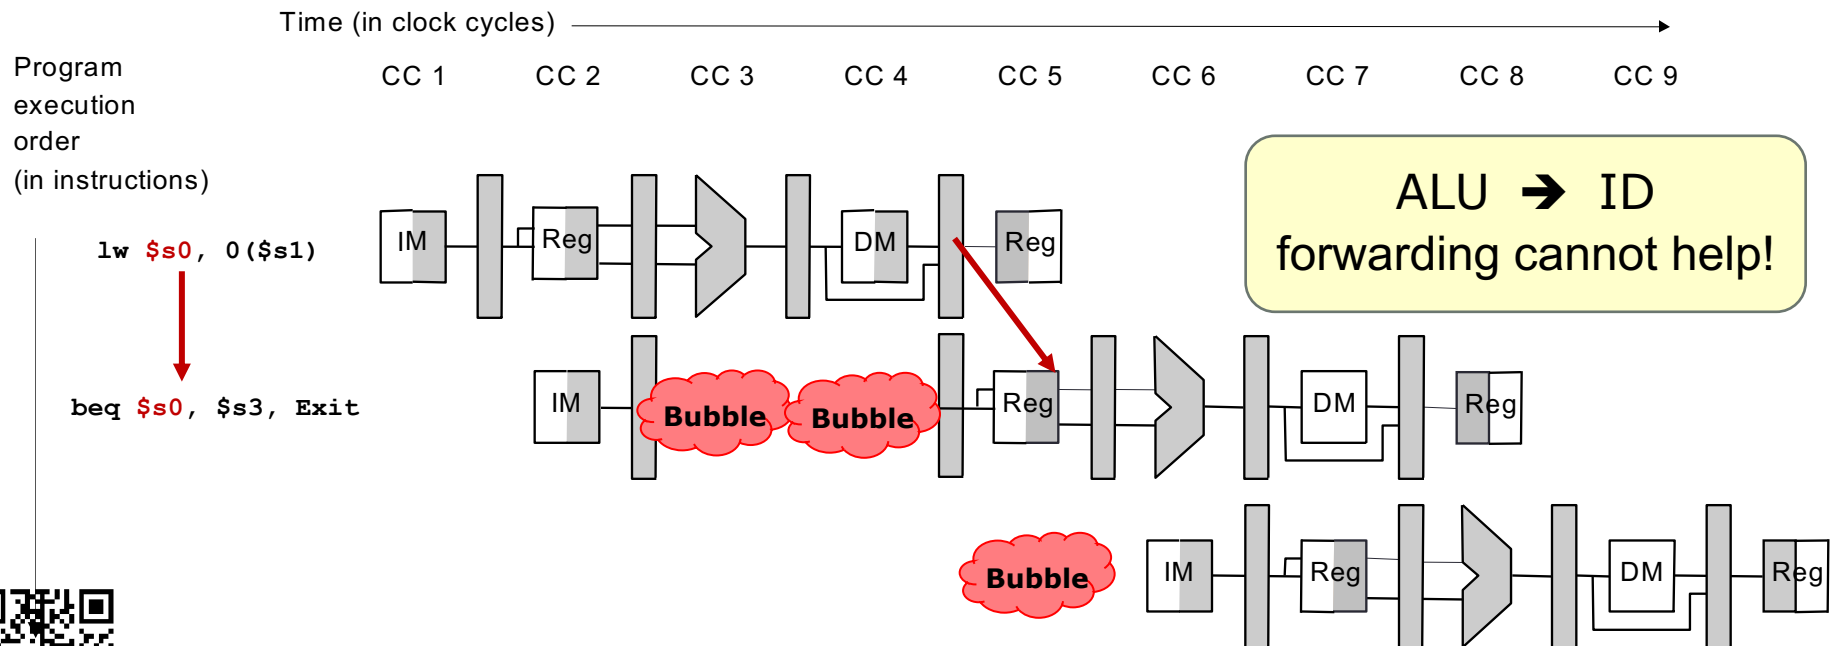 Time (in clock cycles)
Program
execution
order
(in instructions)
CC 1 CC 2 CC 3 CC 4 CC 5 CC 6 CC 7 CC 8 CC 9
ALU ➔ ID
forwarding cannot help!
lw $s0, 0($s1)
IM Reg DM Reg
beq $s0, $s3, Exit
IM Bubble Bubble Reg DM Reg
Bubble IM Reg DM Reg